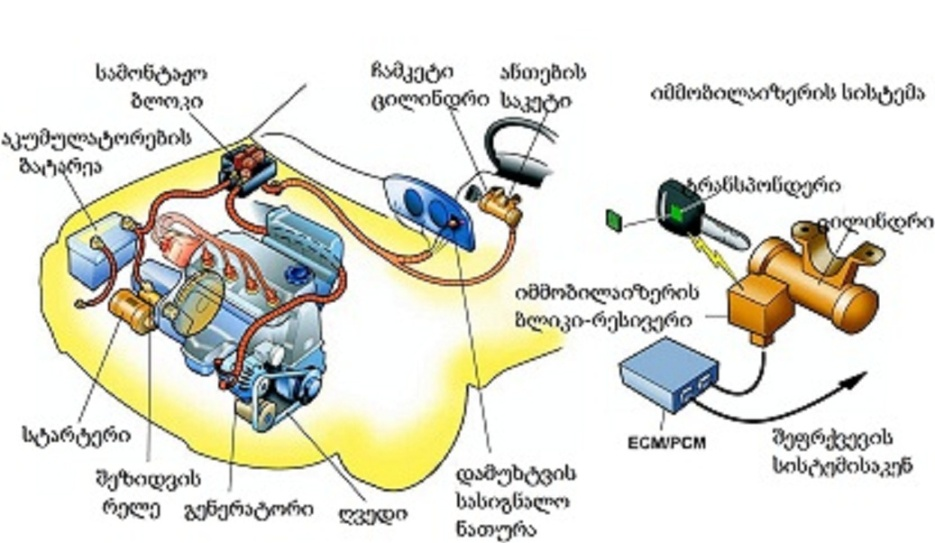 სამონტაჟო
ბლოკი
აკუმულატორების
ბატარეა
ჩამკეტი
ცილინდრი
ანთების
საკეტი
იმმობილაიზერის სისტემა
ტრანსპონდერი
ცილინდრი
იმმობილაიზერის
ბლიკი-რესივერი
ECM/PCM
შეფრქვევის
სისტემისაკენ
სტარტერი
შეზიდვის
რელე
გენერატორი
ღვედი
დამუხტვის
სასიგნალო
ნათურა